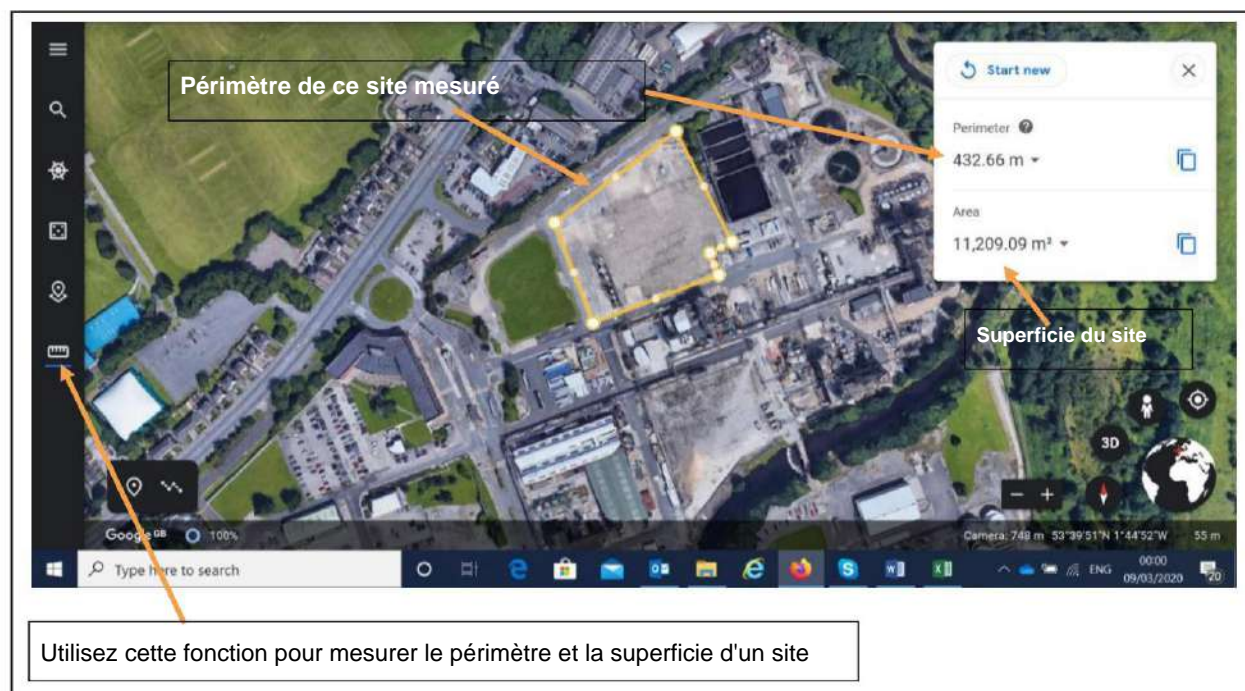 Périmètre de ce site mesuré
Start new
Perimeter
432.66 m
Area
11,209.09 m²
Superficie du site
3D
Google GB 100%
Camera: 748 m 53°39'51"N 1°44'52"W 55 m
Type here to search
ENG
00:00
09/03/2020
20
Utilisez cette fonction pour mesurer le périmètre et la superficie d'un site